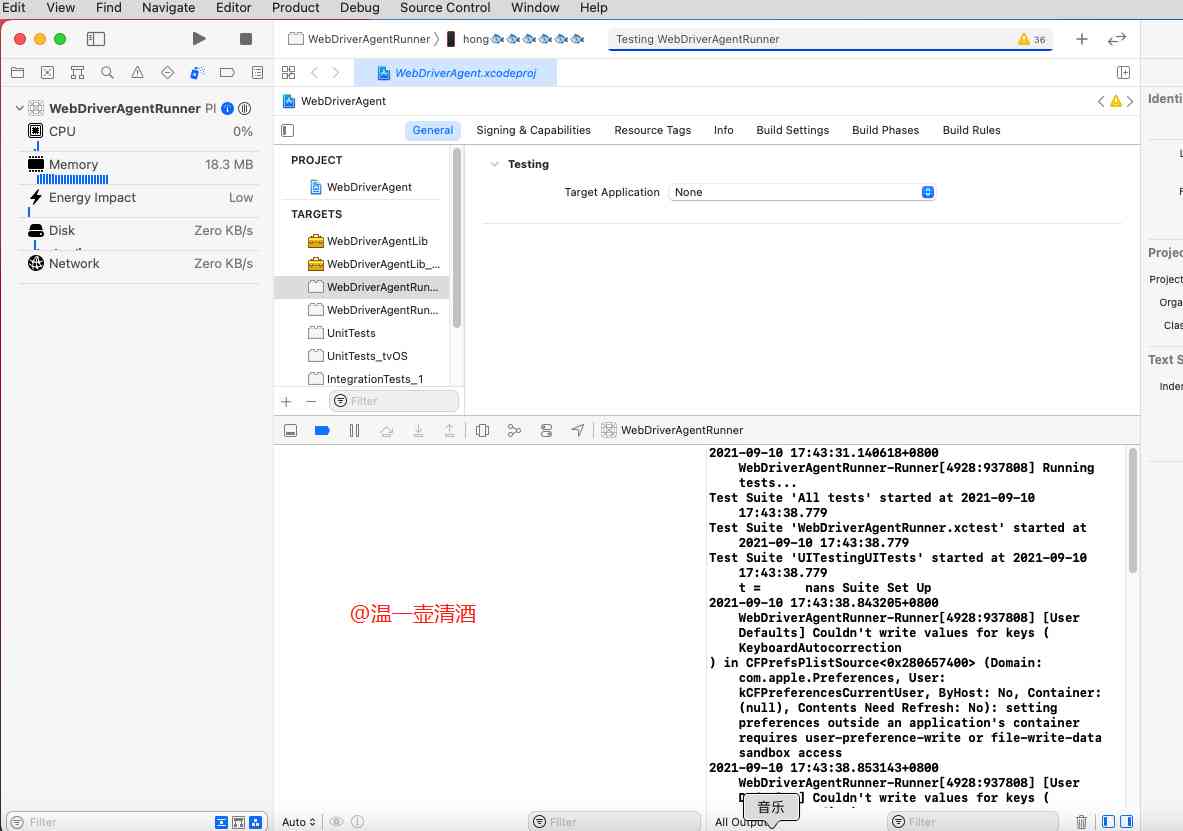 Edit View Find Navigate Editor Product Debug Source Control Window Help
WebDriverAgentRunner 〉 hong🐟🐟🐟🐟🐟🐟 Testing WebDriverAgentRunner 36
WebDriverAgent.xcodeproj
WebDriverAgentRunner PI
CPU 0%
Memory 18.3 MB
Energy Impact Low
Disk Zero KB/s
Network Zero KB/s
Filter
WebDriverAgent
General Signing & Capabilities Resource Tags Info Build Settings Build Phases Build Rules
PROJECT
WebDriverAgent
TARGETS
WebDriverAgentLib
WebDriverAgentLib_...
WebDriverAgentRun...
WebDriverAgentRun...
UnitTests
UnitTests_tvOS
IntegrationTests_1
Filter
Testing
Target Application None
WebDriverAgentRunner
@温一壶清酒
2021-09-10 17:43:31.140618+0800
WebDriverAgentRunner-Runner[4928:937808] Running
tests...
Test Suite 'All tests' started at 2021-09-10
17:43:38.779
Test Suite 'WebDriverAgentRunner.xctest' started at
2021-09-10 17:43:38.779
Test Suite 'UITestingUITests' started at 2021-09-10
17:43:38.779
t = nans Suite Set Up
2021-09-10 17:43:38.843205+0800
WebDriverAgentRunner-Runner[4928:937808] [User
Defaults] Couldn't write values for keys (
KeyboardAutocorrection
) in CFPrefsPlistSource<0x280657400> (Domain:
com.apple.Preferences, User:
kCFPreferencesCurrentUser, ByHost: No, Container:
(null), Contents Need Refresh: No): setting
preferences outside an application's container
requires user-preference-write or file-write-data
sandbox access
2021-09-10 17:43:38.853143+0800
WebDriverAgentRunner-Runner[4928:937808] [User
] Couldn't write values for keys (
音乐
Auto Filter All Output Filter
Identi
Projec
Project
Orga
Clas
Text S
Inden